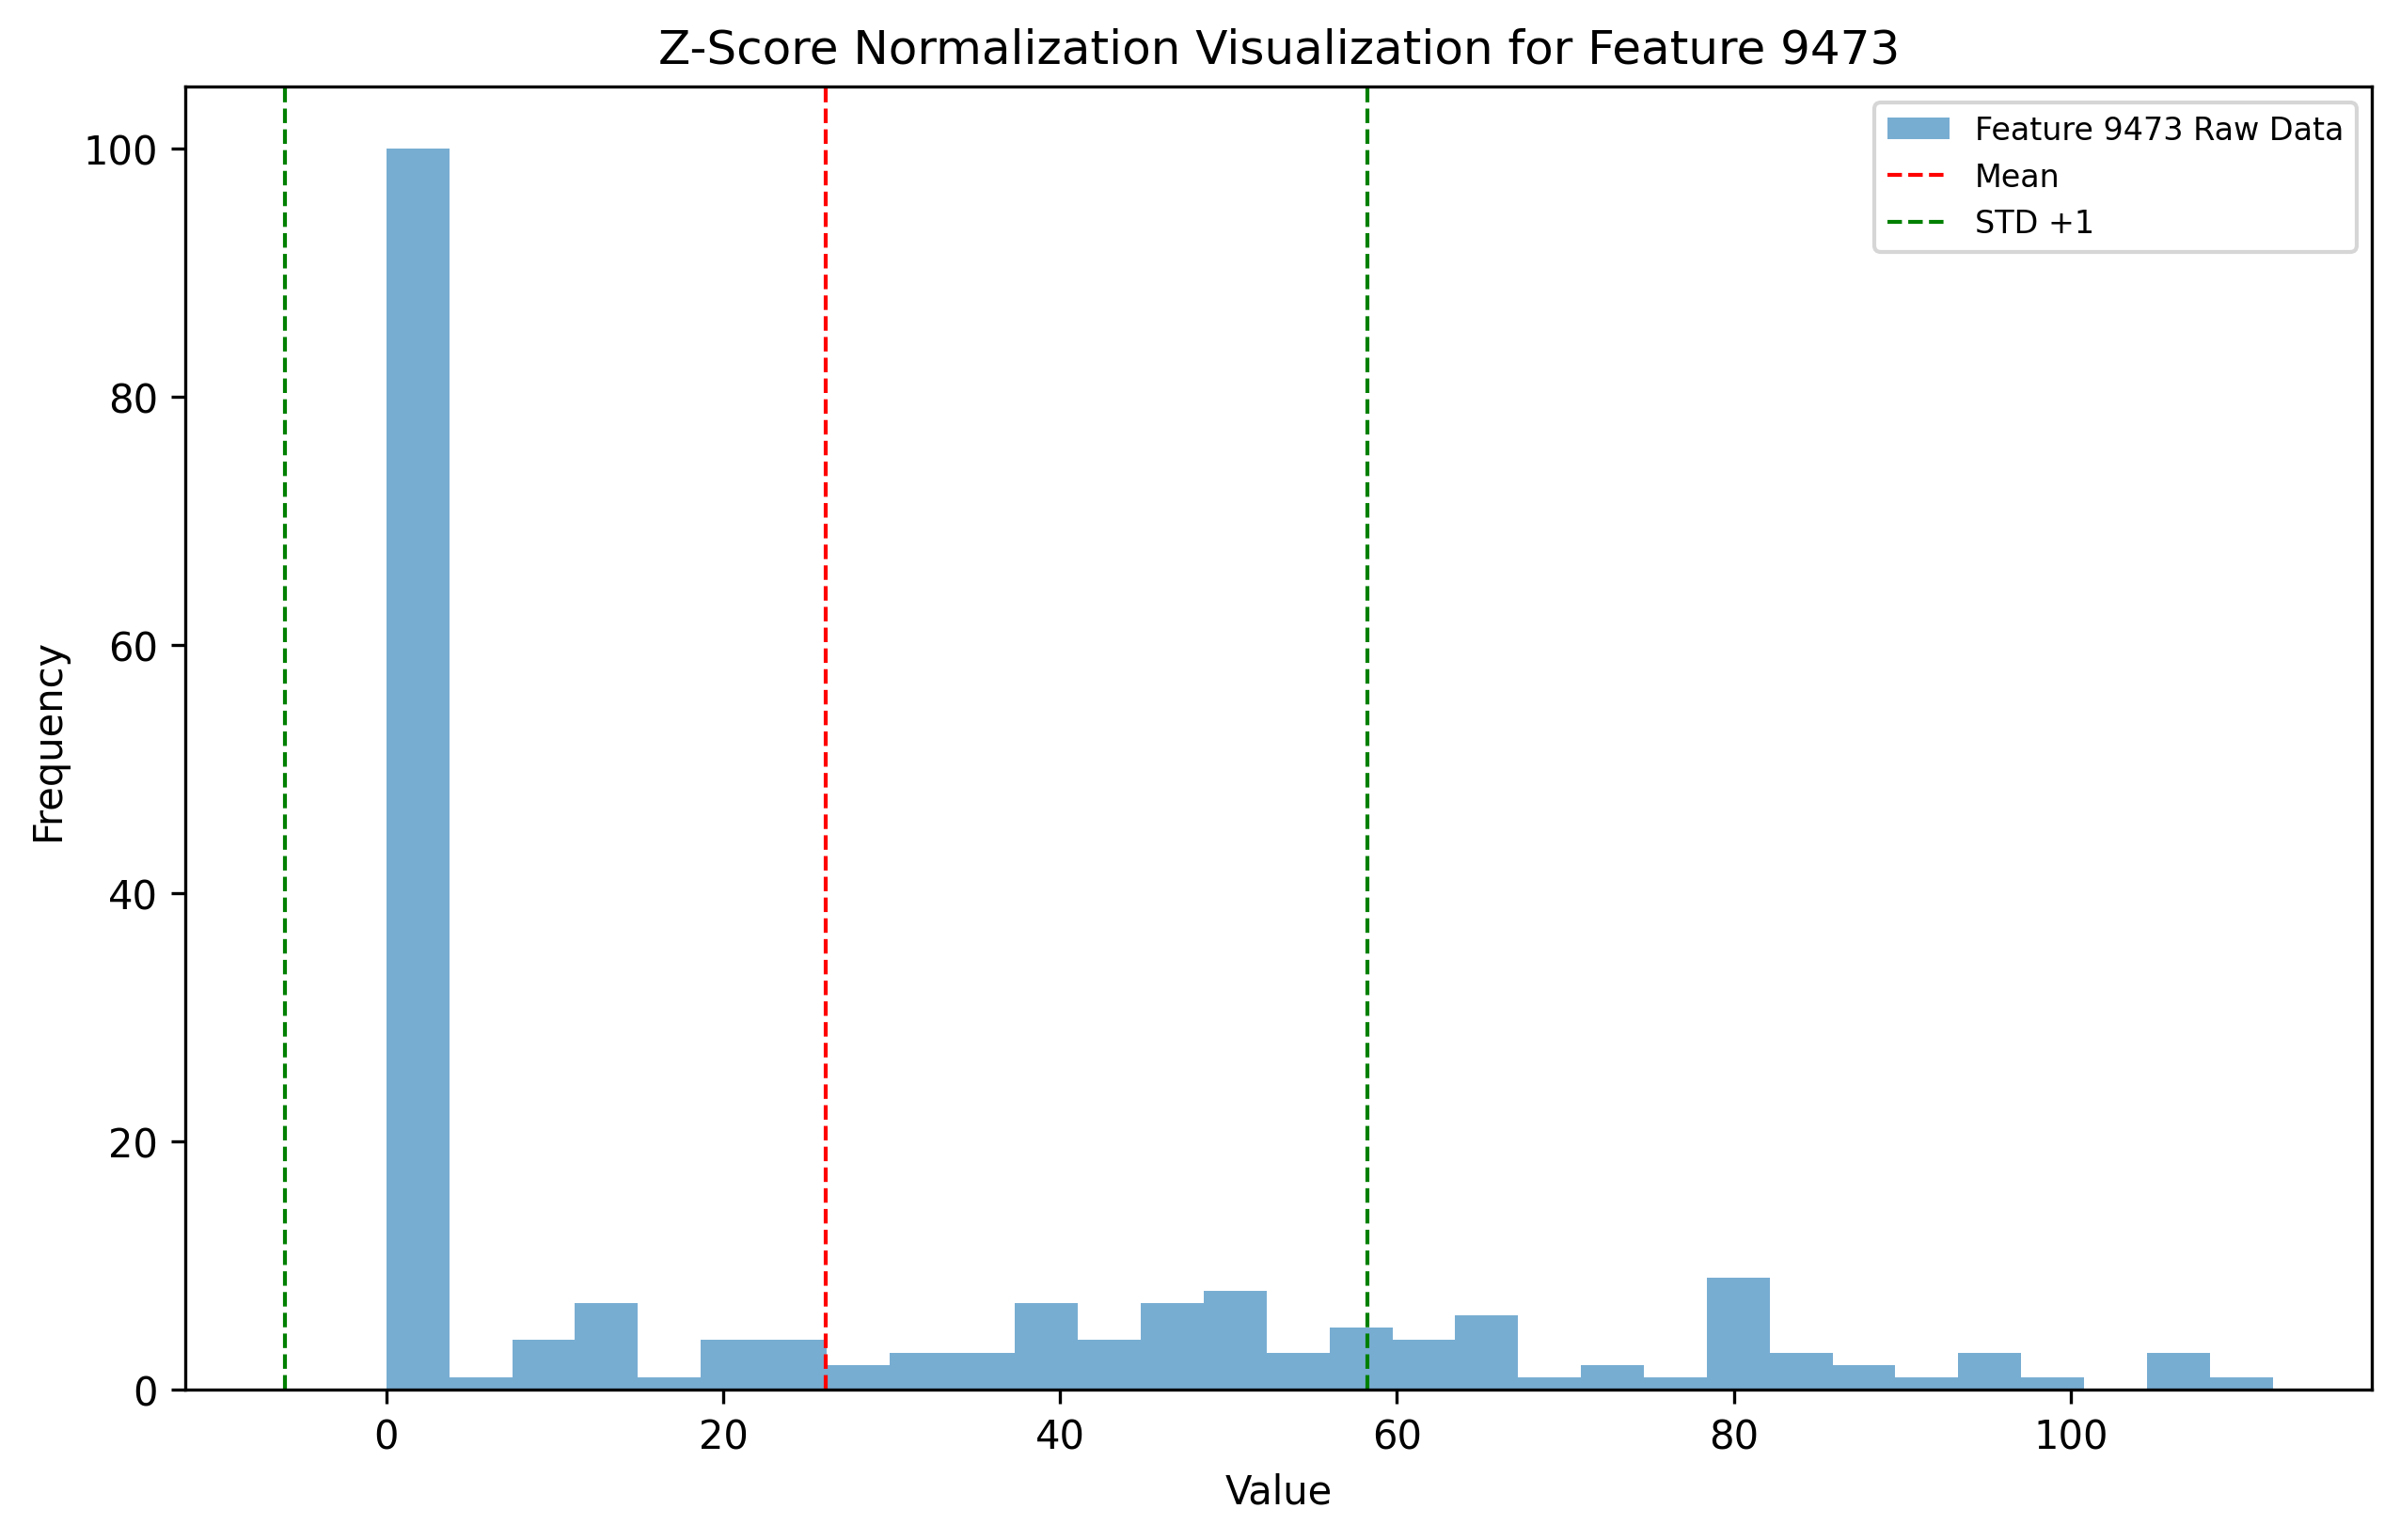 Z-Score Normalization Visualization for Feature 9473
Feature 9473 Raw Data
Mean
STD +1
100
80
60
40
20
0
Frequency
0 20 40 60 80 100
Value